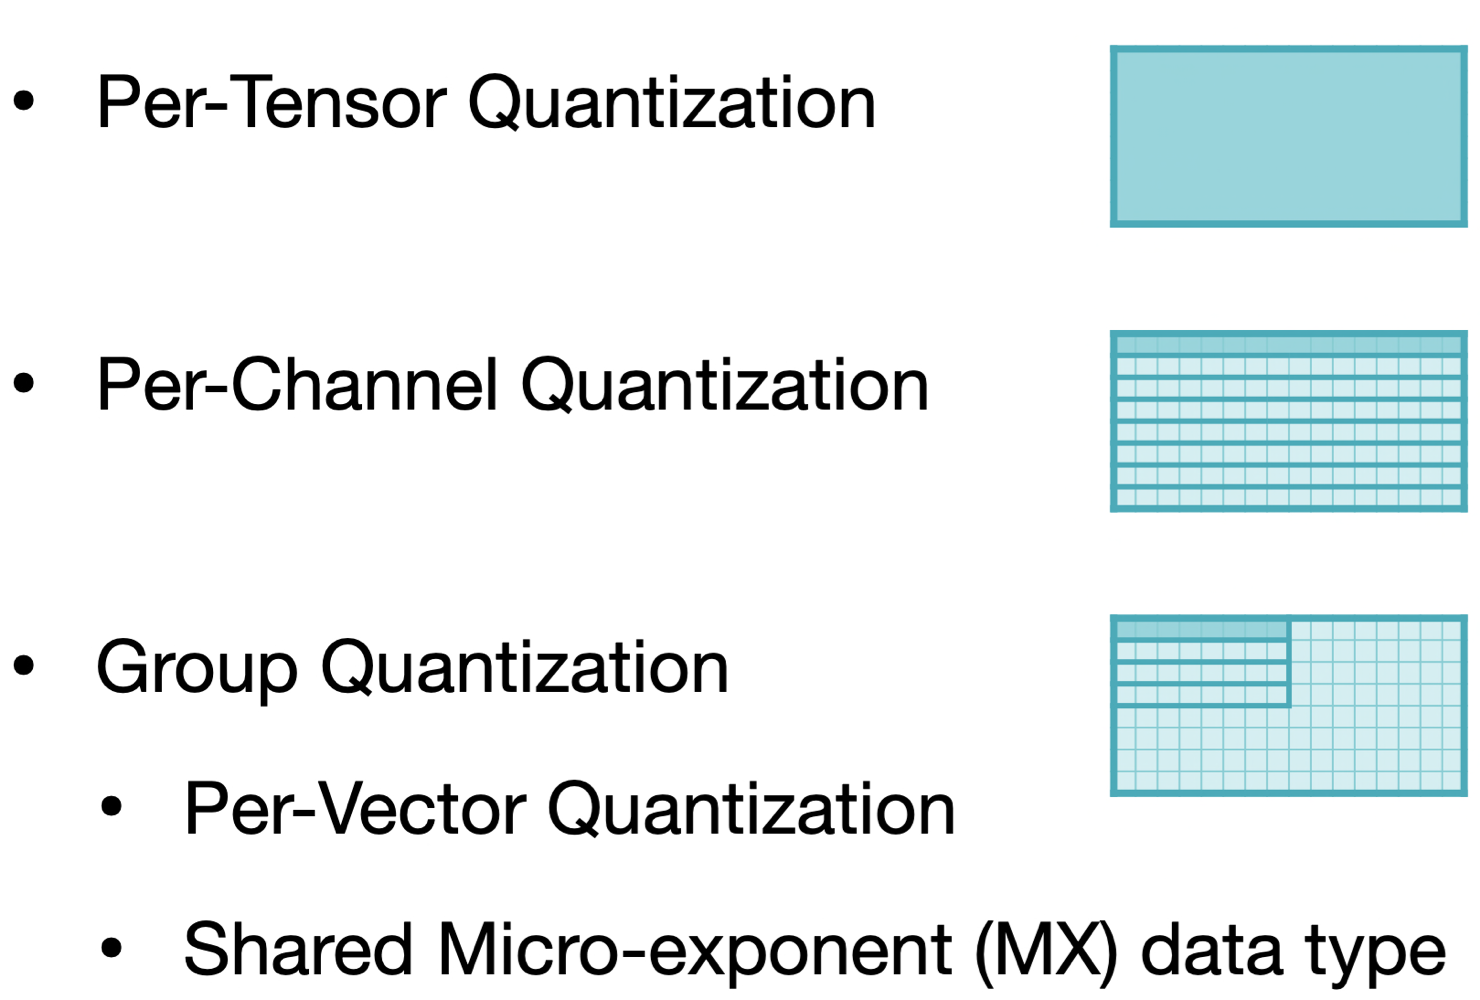 • Per-Tensor Quantization
• Per-Channel Quantization
• Group Quantization
• Per-Vector Quantization
• Shared Micro-exponent (MX) data type